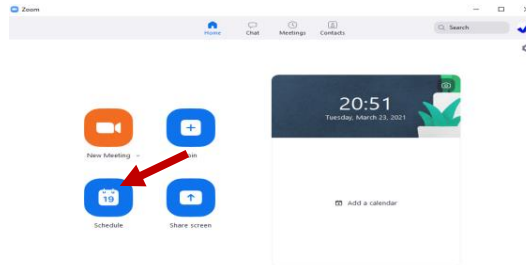 Zoom
Home
Chat
Meetings
Contacts
Search
20:51
Tuesday, March 23, 2021
New Meeting
19
Schedule
Share screen
Add a calendar